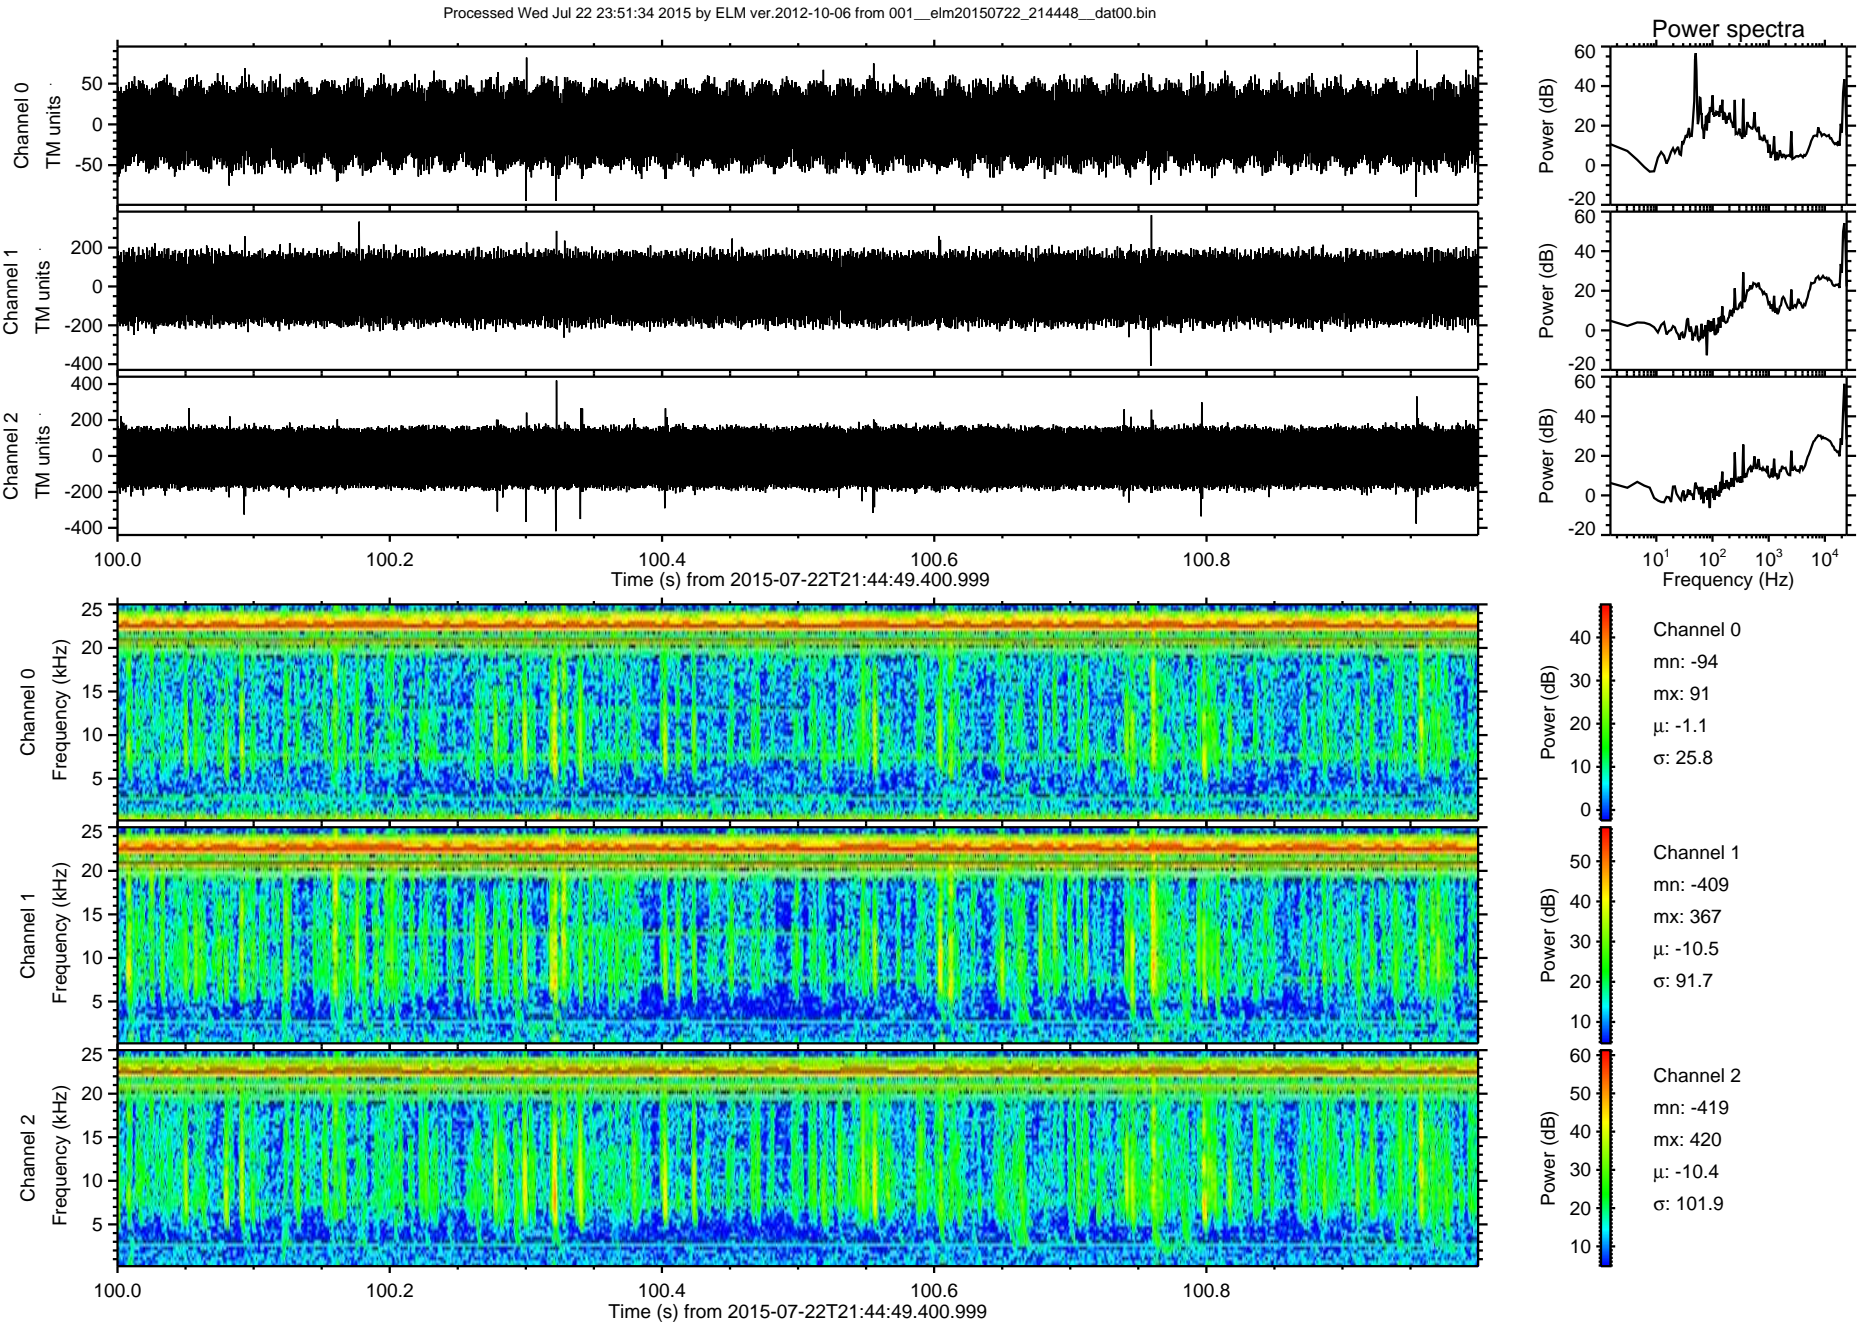 Processed Wed Jul 22 23:51:34 2015 by ELM ver.2012-10-06 from 001__elm20150722_214448__dat00.bin
Power spectra
Channel 0
TM units
50
0
-50
Power (dB)
60
40
20
0
-20
Channel 1
TM units
200
0
-200
-400
Power (dB)
60
40
20
0
-20
Channel 2
TM units
400
200
0
-200
-400
Power (dB)
60
40
20
0
-20
100.0 100.2 100.4 100.6 100.8
Time (s) from 2015-07-22T21:44:49.400.999
10^1 10^2 10^3 10^4
Frequency (Hz)
Channel 0
Frequency (kHz)
25
20
15
10
5
Power (dB)
40
30
20
10
0
Channel 0
mn: -94
mx: 91
μ: -1.1
σ: 25.8
Channel 1
Frequency (kHz)
25
20
15
10
5
Power (dB)
50
40
30
20
10
Channel 1
mn: -409
mx: 367
μ: -10.5
σ: 91.7
Channel 2
Frequency (kHz)
25
20
15
10
5
Power (dB)
60
50
40
30
20
10
Channel 2
mn: -419
mx: 420
μ: -10.4
σ: 101.9
100.0 100.2 100.4 100.6 100.8
Time (s) from 2015-07-22T21:44:49.400.999